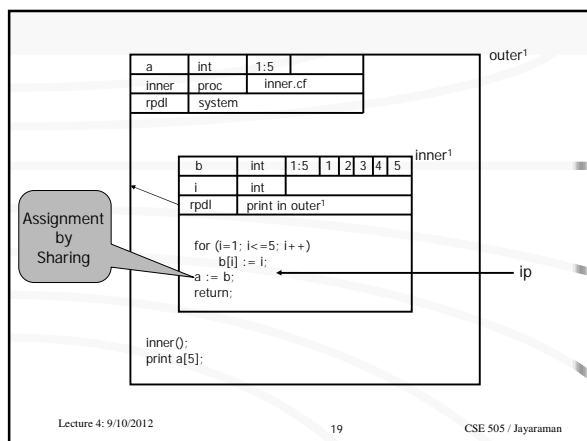 outer1
a int 1:5
inner proc inner.cf
rpdl system
inner1
b int 1:5 1 2 3 4 5
i int
rpdl print in outer1
Assignment
by
Sharing
for (i=1; i<=5; i++)
b[i] := i;
ip
a := b;
return;
inner();
print a[5];
Lecture 4: 9/10/2012 19 CSE 505 / Jayaraman